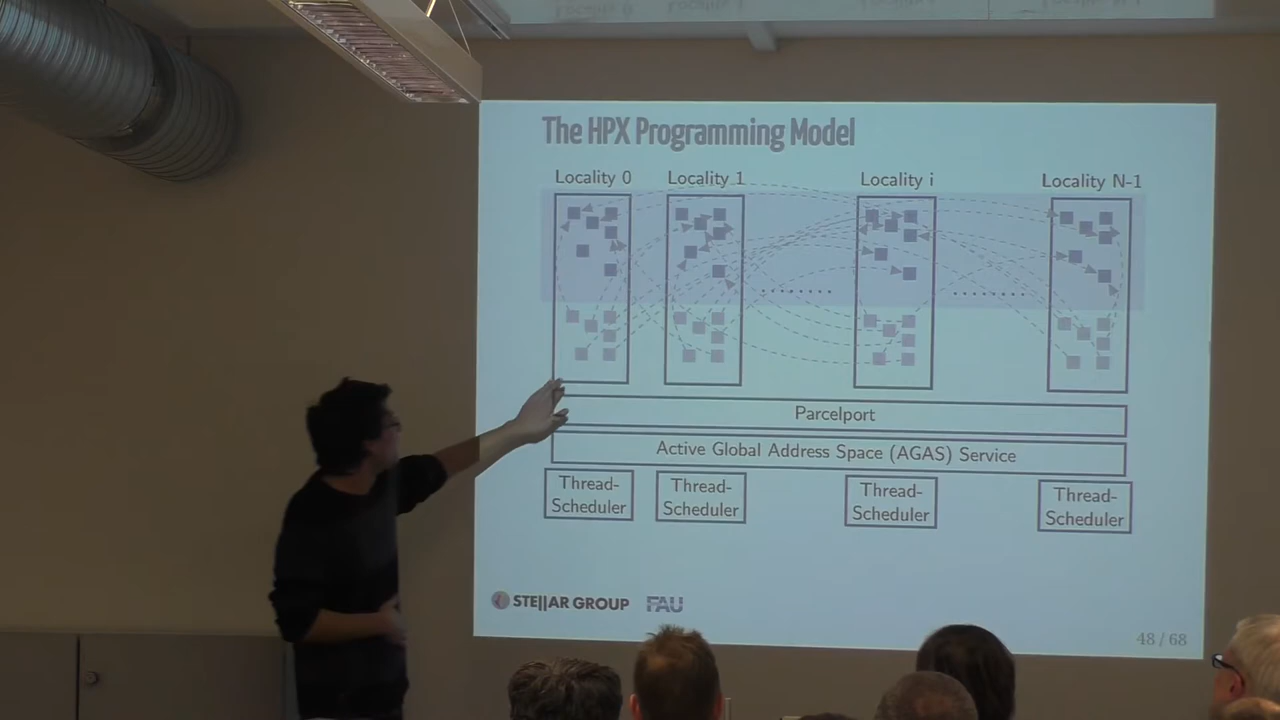 The HPX Programming Model
Locality 0
Locality 1
Locality i
Locality N-1
Parcelport
Active Global Address Space (AGAS) Service
Thread-
Scheduler
Thread-
Scheduler
Thread-
Scheduler
Thread-
Scheduler
STE||AR GROUP
FAU
48 / 68